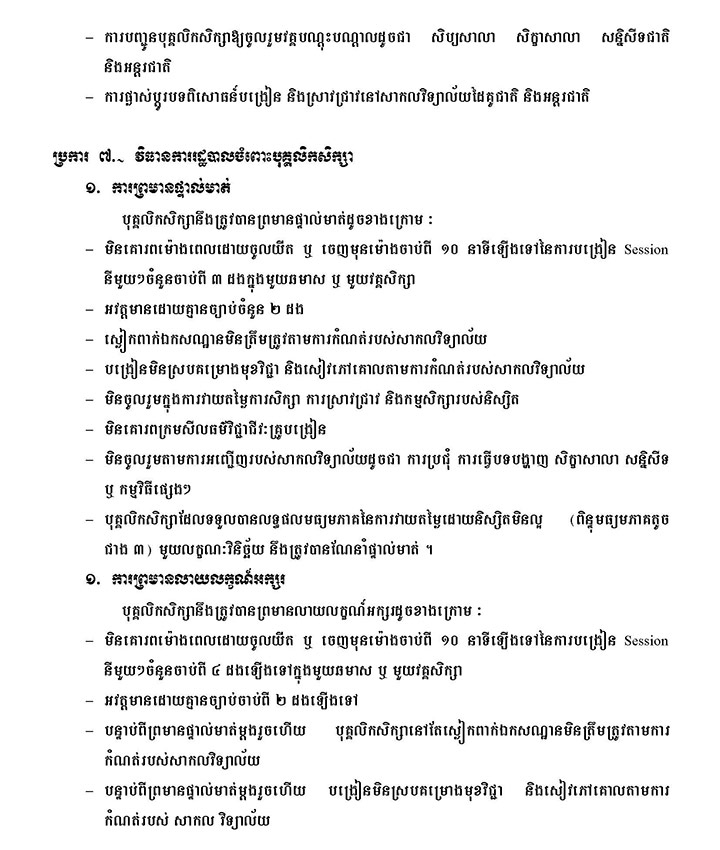 – ការបញ្ជូនបុគ្គលិកសិក្សាឱ្យចូលរួមវគ្គបណ្តុះបណ្តាលដូចជា សិប្បសាលា សិក្ខាសាលា សន្និសីទជាតិ
និងអន្តរជាតិ
– ការផ្លាស់ប្តូរបទពិសោធន៍បង្រៀន និងស្រាវជ្រាវនៅសាកលវិទ្យាល័យដៃគូជាតិ និងអន្តរជាតិ
ប្រការ ៧.~ វិធានការរដ្ឋបាលចំពោះបុគ្គលិកសិក្សា
១. ការព្រមានផ្ទាល់មាត់
បុគ្គលិកសិក្សានឹងត្រូវបានព្រមានផ្ទាល់មាត់ដូចខាងក្រោម ៖
– មិនគោរពម៉ោងពេលដោយចូលយឺត ឬ ចេញមុនម៉ោងចាប់ពី ១០ នាទីឡើងទៅនៃការបង្រៀន Session
នីមួយៗចំនួនចាប់ពី ៣ ដងក្នុងមួយឆមាស ឬ មួយវគ្គសិក្សា
– អវត្តមានដោយគ្មានច្បាប់ចំនួន ២ ដង
– ស្លៀកពាក់ឯកសណ្ឋានមិនត្រឹមត្រូវតាមការកំណត់របស់សាកលវិទ្យាល័យ
– បង្រៀនមិនស្របគម្រោងមុខវិជ្ជា និងសៀវភៅគោលតាមការកំណត់របស់សាកលវិទ្យាល័យ
– មិនចូលរួមក្នុងការវាយតម្លៃការសិក្សា ការស្រាវជ្រាវ និងកម្មសិក្សារបស់និស្សិត
– មិនគោរពក្រមសីលធម៌វិជ្ជាជីវៈគ្រូបង្រៀន
– មិនចូលរួមតាមការអញ្ជើញរបស់សាកលវិទ្យាល័យដូចជា ការប្រជុំ ការធ្វើបទបង្ហាញ សិក្ខាសាលា សន្និសីទ
ឬ កម្មវិធីផ្សេងៗ
– បុគ្គលិកសិក្សាដែលទទួលបានលទ្ធផលមធ្យមភាគនៃការវាយតម្លៃដោយនិស្សិតមិនល្អ (ពិន្ទុមធ្យមភាគតូច
ជាង ៣) មួយលក្ខណៈវិនិច្ឆ័យ នឹងត្រូវបានណែនាំផ្ទាល់មាត់ ។
១. ការព្រមានលាយលក្ខណ៍អក្សរ
បុគ្គលិកសិក្សានឹងត្រូវបានព្រមានលាយលក្ខណ៍អក្សរដូចខាងក្រោម ៖
– មិនគោរពម៉ោងពេលដោយចូលយឺត ឬ ចេញមុនម៉ោងចាប់ពី ១០ នាទីឡើងទៅនៃការបង្រៀន Session
នីមួយៗចំនួនចាប់ពី ៤ ដងឡើងទៅក្នុងមួយឆមាស ឬ មួយវគ្គសិក្សា
– អវត្តមានដោយគ្មានច្បាប់ចាប់ពី ២ ដងឡើងទៅ
– បន្ទាប់ពីព្រមានផ្ទាល់មាត់ម្តងរួចហើយ បុគ្គលិកសិក្សានៅតែស្លៀកពាក់ឯកសណ្ឋានមិនត្រឹមត្រូវតាមការ
កំណត់របស់សាកលវិទ្យាល័យ
– បន្ទាប់ពីព្រមានផ្ទាល់មាត់ម្តងរួចហើយ បង្រៀនមិនស្របគម្រោងមុខវិជ្ជា និងសៀវភៅគោលតាមការ
កំណត់របស់ សាកល វិទ្យាល័យ